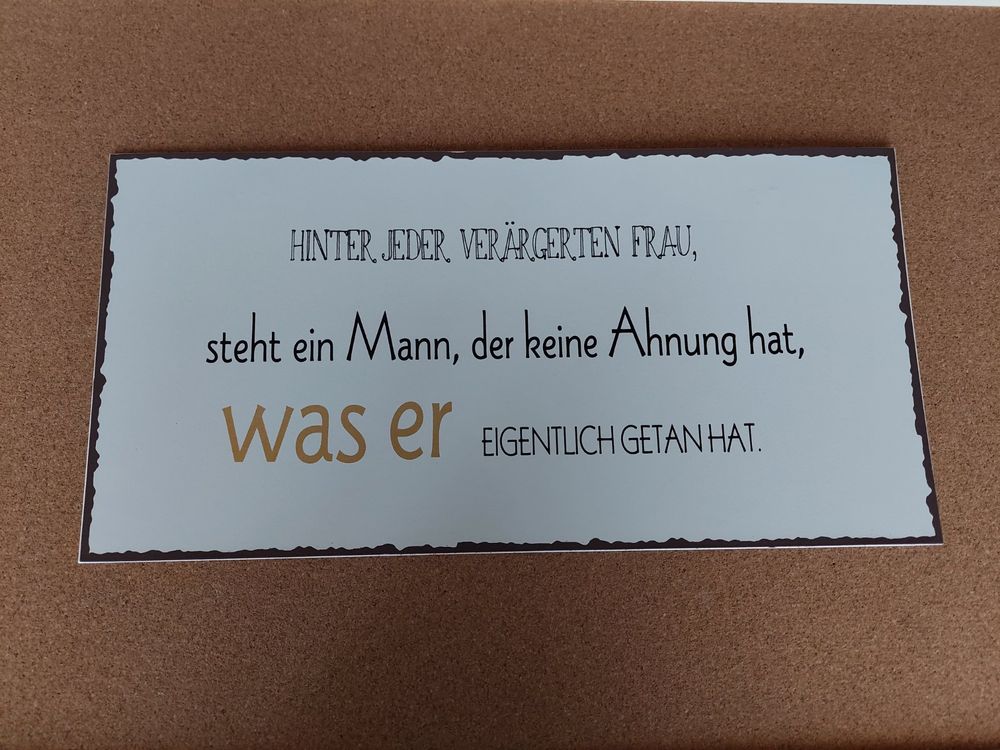 HINTER JEDER VERÄRGERTEN FRAU,
steht ein Mann, der keine Ahnung hat,
was er EIGENTLICH GETAN HAT.